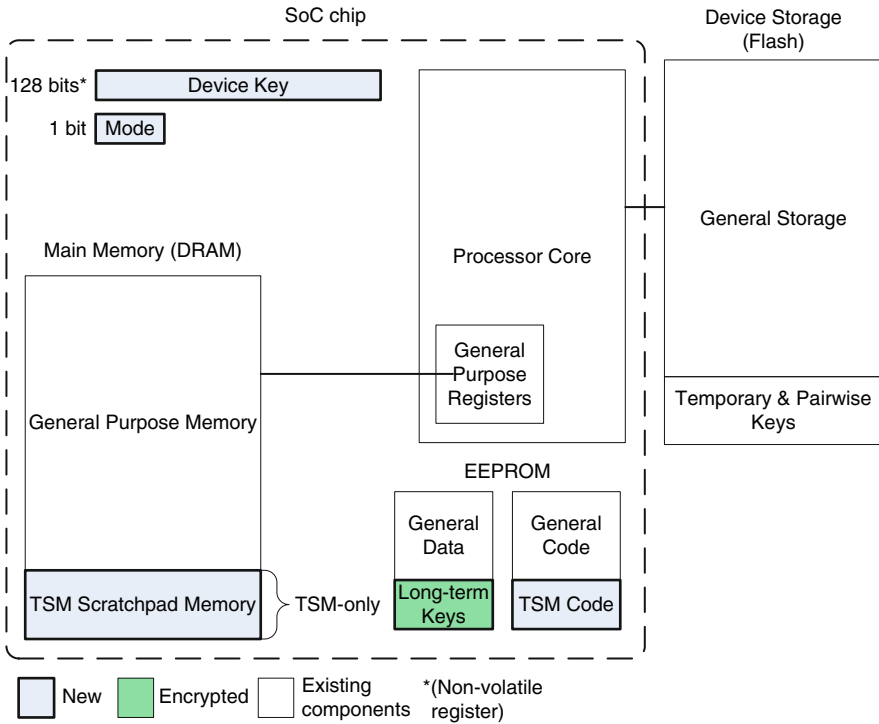 SoC chip
Device Storage
(Flash)
128 bits*
Device Key
1 bit
Mode
Main Memory (DRAM)
General Purpose Memory
TSM Scratchpad Memory
TSM-only
Processor Core
General
Purpose
Registers
EEPROM
General
Data
Long-term
Keys
General
Code
TSM Code
General Storage
Temporary & Pairwise
Keys
New
Encrypted
Existing
components
*(Non-volatile
register)